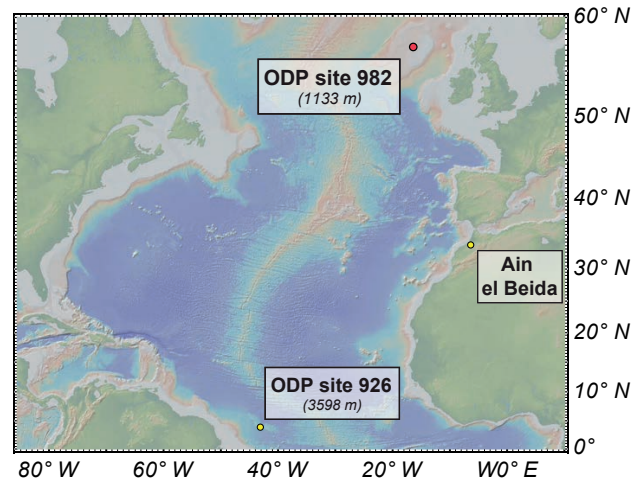 60° N
ODP site 982
(1133 m)
50° N
40° N
Ain
el Beida
30° N
20° N
ODP site 926
(3598 m)
10° N
0°
80° W
60° W
40° W
20° W
W0° E